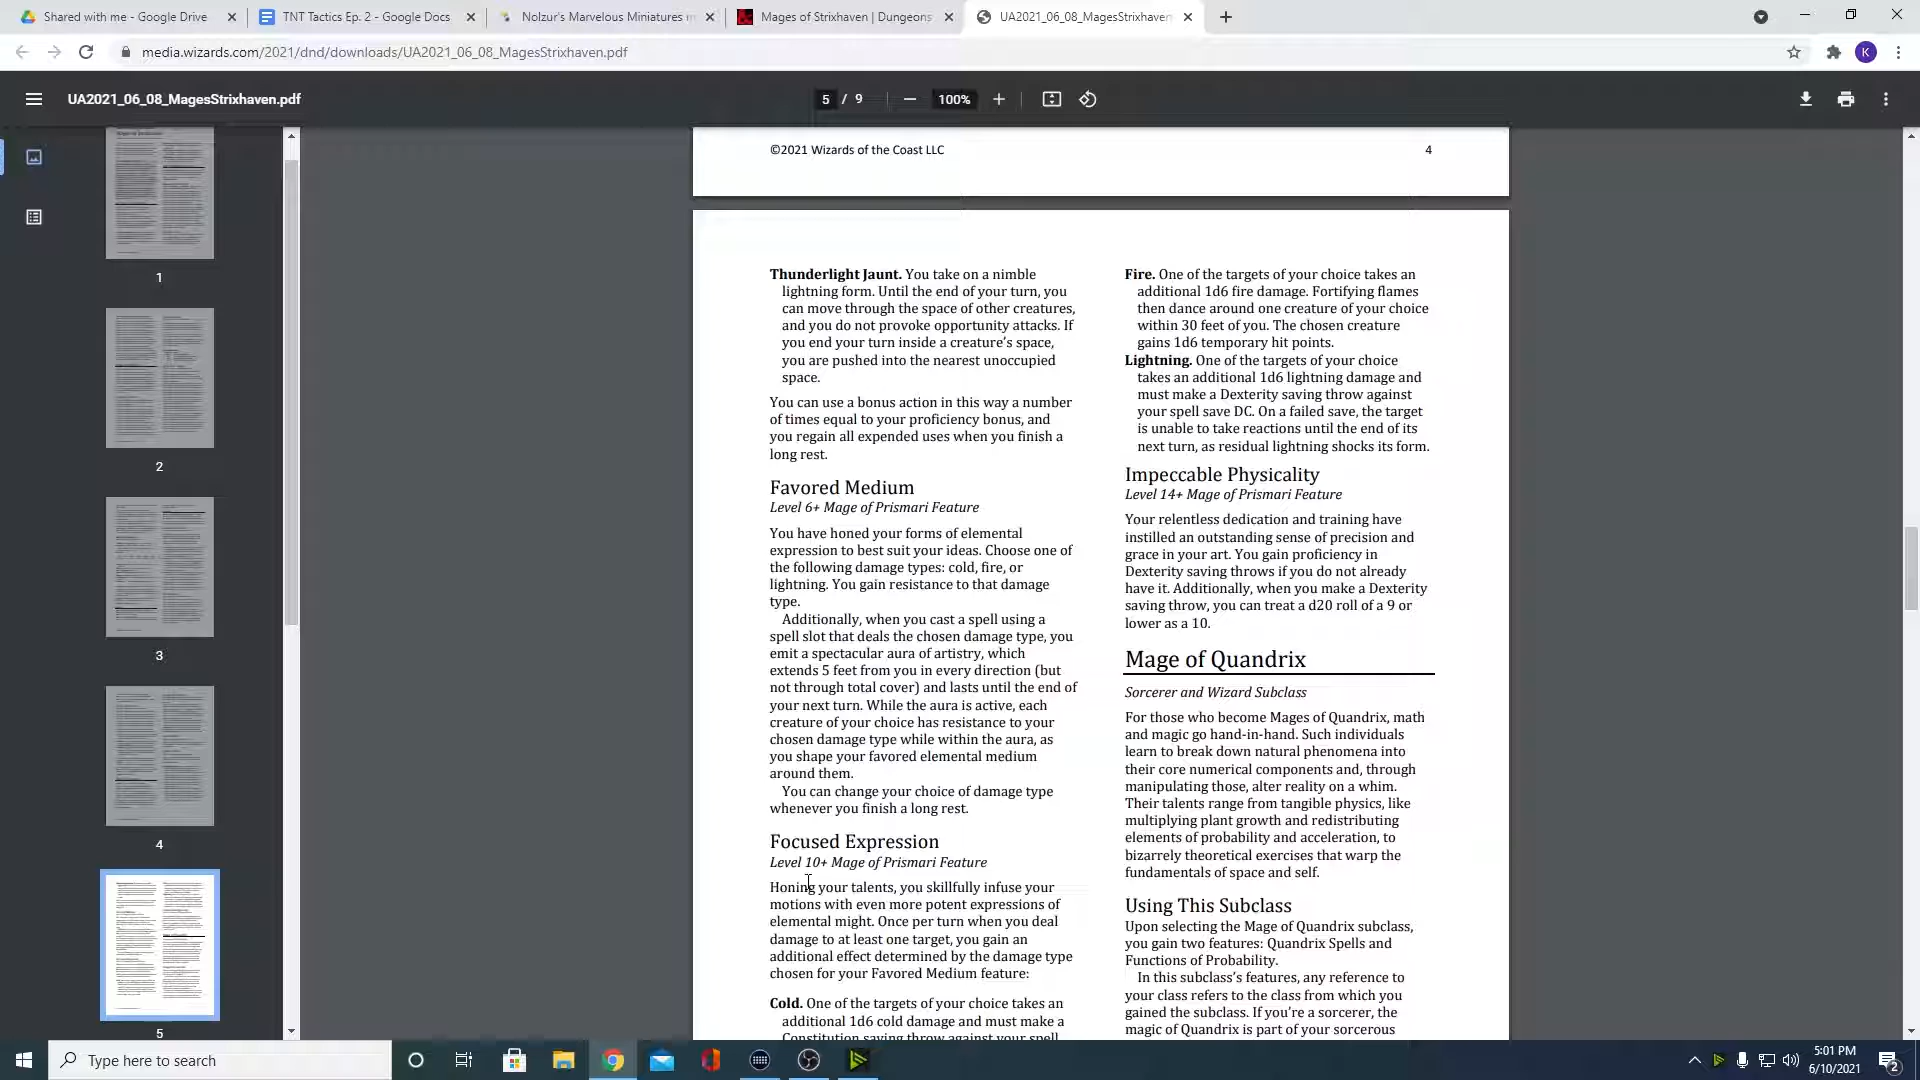 Shared with me - Google Drive
TNT Tactics Ep. 2 - Google Docs
Nolzur's Marvelous Miniatures
Mages of Strixhaven | Dungeons
UA2021_06_08_MagesStrixhaven
media.wizards.com/2021/dnd/downloads/UA2021_06_08_MagesStrixhaven.pdf
K
UA2021_06_08_MagesStrixhaven.pdf
5 / 9
100%
1
2
3
4
5
©2021 Wizards of the Coast LLC
4
Thunderlight Jaunt. You take on a nimble
lightning form. Until the end of your turn, you
can move through the space of other creatures,
and you do not provoke opportunity attacks. If
you end your turn inside a creature's space,
you are pushed into the nearest unoccupied
space.
You can use a bonus action in this way a number
of times equal to your proficiency bonus, and
you regain all expended uses when you finish a
long rest.
Favored Medium
Level 6+ Mage of Prismari Feature
You have honed your forms of elemental
expression to best suit your ideas. Choose one of
the following damage types: cold, fire, or
lightning. You gain resistance to that damage
type.
Additionally, when you cast a spell using a
spell slot that deals the chosen damage type, you
emit a spectacular aura of artistry, which
extends 5 feet from you in every direction (but
not through total cover) and lasts until the end of
your next turn. While the aura is active, each
creature of your choice has resistance to your
chosen damage type while within the aura, as
you shape your favored elemental medium
around them.
You can change your choice of damage type
whenever you finish a long rest.
Focused Expression
Level 10+ Mage of Prismari Feature
Honing your talents, you skillfully infuse your
motions with even more potent expressions of
elemental might. Once per turn when you deal
damage to at least one target, you gain an
additional effect determined by the damage type
chosen for your Favored Medium feature:
Cold. One of the targets of your choice takes an
additional 1d6 cold damage and must make a
Constitution saving throw against your spell
Fire. One of the targets of your choice takes an
additional 1d6 fire damage. Fortifying flames
then dance around one creature of your choice
within 30 feet of you. The chosen creature
gains 1d6 temporary hit points.
Lightning. One of the targets of your choice
takes an additional 1d6 lightning damage and
must make a Dexterity saving throw against
your spell save DC. On a failed save, the target
is unable to take reactions until the end of its
next turn, as residual lightning shocks its form.
Impeccable Physicality
Level 14+ Mage of Prismari Feature
Your relentless dedication and training have
instilled an outstanding sense of precision and
grace in your art. You gain proficiency in
Dexterity saving throws if you do not already
have it. Additionally, when you make a Dexterity
saving throw, you can treat a d20 roll of a 9 or
lower as a 10.
Mage of Quandrix
Sorcerer and Wizard Subclass
For those who become Mages of Quandrix, math
and magic go hand-in-hand. Such individuals
learn to break down natural phenomena into
their core numerical components and, through
manipulating those, alter reality on a whim.
Their talents range from tangible physics, like
multiplying plant growth and redistributing
elements of probability and acceleration, to
bizarrely theoretical exercises that warp the
fundamentals of space and self.
Using This Subclass
Upon selecting the Mage of Quandrix subclass,
you gain two features: Quandrix Spells and
Functions of Probability.
In this subclass's features, any reference to
your class refers to the class from which you
gained the subclass. If you're a sorcerer, the
magic of Quandrix is part of your sorcerous
Type here to search
5:01 PM
6/10/2021
2